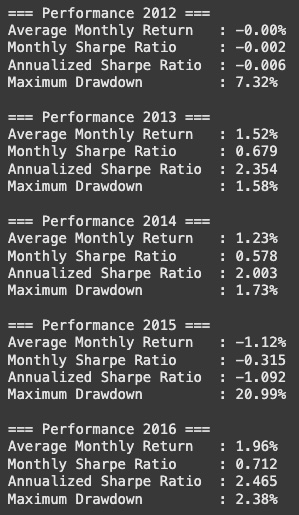 === Performance 2012 ===
Average Monthly Return   : -0.00%
Monthly Sharpe Ratio     : -0.002
Annualized Sharpe Ratio  : -0.006
Maximum Drawdown         : 7.32%

=== Performance 2013 ===
Average Monthly Return   : 1.52%
Monthly Sharpe Ratio     : 0.679
Annualized Sharpe Ratio  : 2.354
Maximum Drawdown         : 1.58%

=== Performance 2014 ===
Average Monthly Return   : 1.23%
Monthly Sharpe Ratio     : 0.578
Annualized Sharpe Ratio  : 2.003
Maximum Drawdown         : 1.73%

=== Performance 2015 ===
Average Monthly Return   : -1.12%
Monthly Sharpe Ratio     : -0.315
Annualized Sharpe Ratio  : -1.092
Maximum Drawdown         : 20.99%

=== Performance 2016 ===
Average Monthly Return   : 1.96%
Monthly Sharpe Ratio     : 0.712
Annualized Sharpe Ratio  : 2.465
Maximum Drawdown         : 2.38%